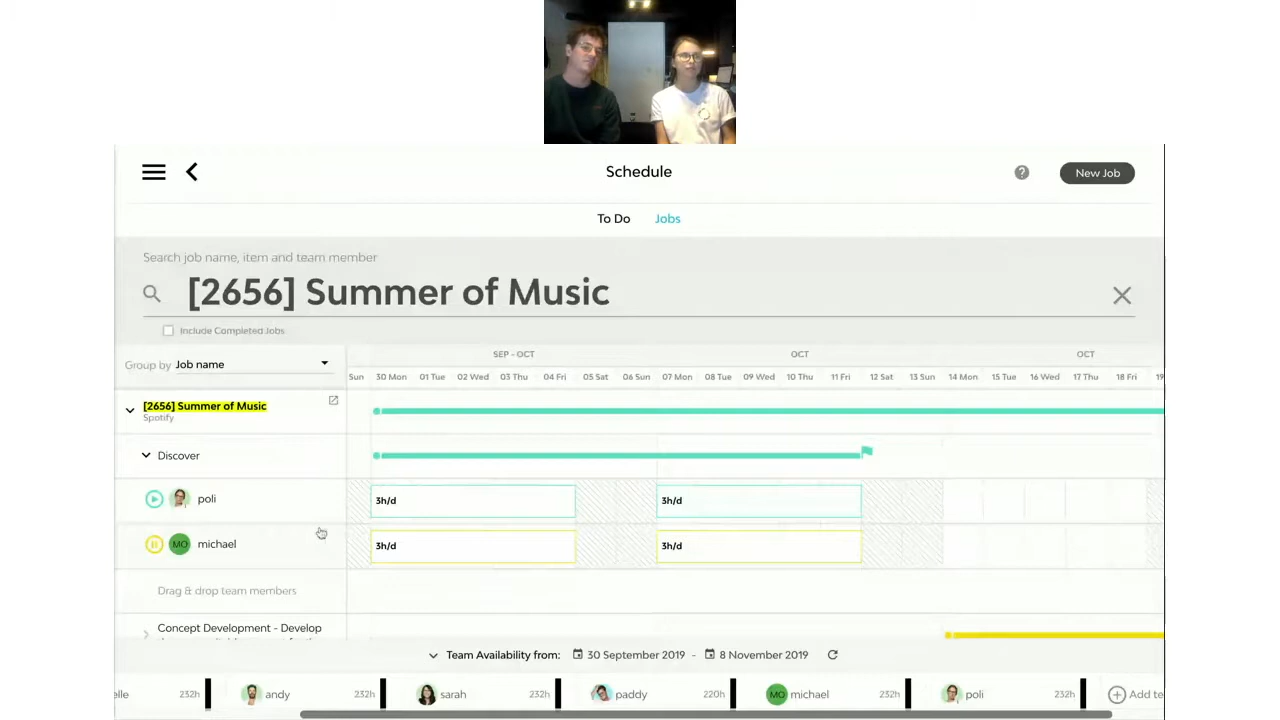 Schedule
?
New Job
To Do
Jobs
Search job name, item and team member
[2656] Summer of Music
Include Completed Jobs
Group by Job name
SEP - OCT
OCT
OCT
Sun
30 Mon
01 Tue
02 Wed
03 Thu
04 Fri
05 Sat
06 Sun
07 Mon
08 Tue
09 Wed
10 Thu
11 Fri
12 Sat
13 Sun
14 Mon
15 Tue
16 Wed
17 Thu
18 Fri
19
[2656] Summer of Music
Spotify
Discover
poli
3h/d
3h/d
MO michael
3h/d
3h/d
Drag & drop team members
Concept Development - Develop
Team Availability from: 30 September 2019 - 8 November 2019
elle 232h
andy 232h
sarah 232h
paddy 220h
MO michael 232h
poli 232h
Add te